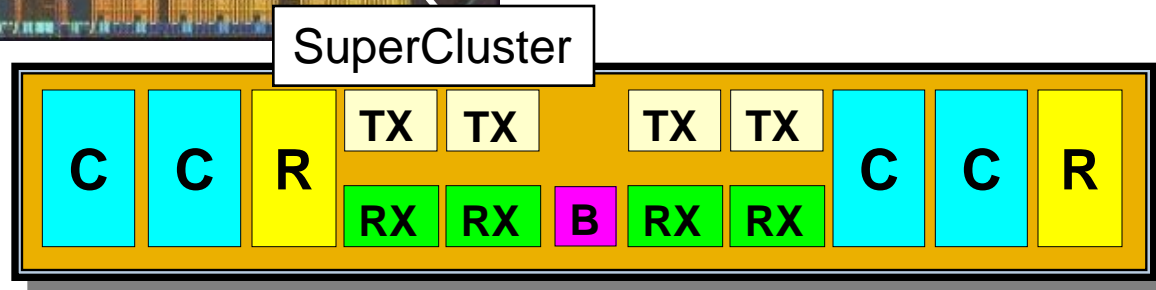 SuperCluster
TX TX TX TX
C C R C C R
RX RX B RX RX